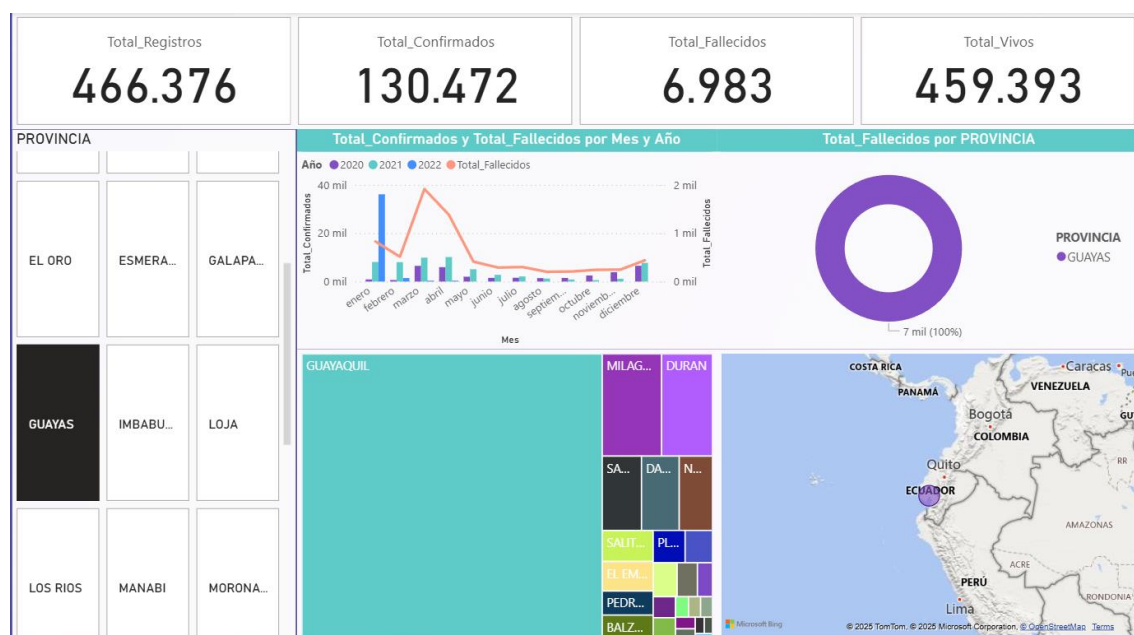 Total_Registros
466.376
Total_Confirmados
130.472
Total_Fallecidos
6.983
Total_Vivos
459.393
PROVINCIA
EL ORO
ESMERA...
GALAPA...
GUAYAS
IMBABU...
LOJA
LOS RIOS
MANABI
MORONA...
Total_Confirmados y Total_Fallecidos por Mes y Año
Año 2020 2021 2022 Total_Fallecidos
40 mil
20 mil
0 mil
Total_Confirmados
2 mil
1 mil
0 mil
Total_Fallecidos
enero
febrero
marzo
abril
mayo
junio
julio
agosto
septiem...
octubre
noviemb...
diciembre
Mes
Total_Fallecidos por PROVINCIA
PROVINCIA
GUAYAS
7 mil (100%)
GUAYAQUIL
MILAG...
DURAN
SA...
DA...
N...
SALIT...
PL...
EL EM...
PEDR...
BALZ...
COSTA RICA
PANAMÁ
Caracas
Pu
VENEZUELA
GU
Bogotá
COLOMBIA
Quito
RR
ECUADOR
AMAZONAS
ACRE
PERÚ
RONDONIA
Lima
Microsoft Bing
© 2025 TomTom, © 2025 Microsoft Corporation, © OpenStreetMap Terms